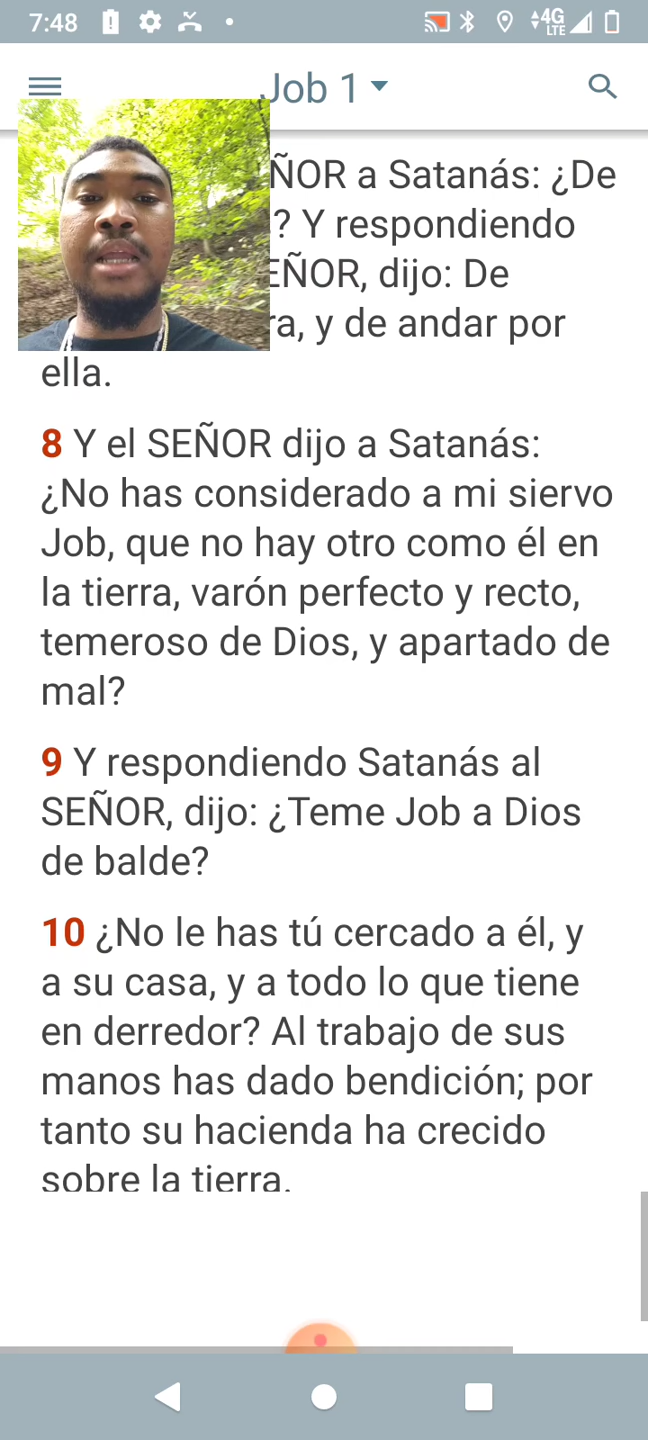 7:48
4G
LTE
Job 1
ÑOR a Satanás: ¿De
? Y respondiendo
EÑOR, dijo: De
ra, y de andar por
ella.
8 Y el SEÑOR dijo a Satanás:
¿No has considerado a mi siervo
Job, que no hay otro como él en
la tierra, varón perfecto y recto,
temeroso de Dios, y apartado de
mal?
9 Y respondiendo Satanás al
SEÑOR, dijo: ¿Teme Job a Dios
de balde?
10 ¿No le has tú cercado a él, y
a su casa, y a todo lo que tiene
en derredor? Al trabajo de sus
manos has dado bendición; por
tanto su hacienda ha crecido
sobre la tierra.